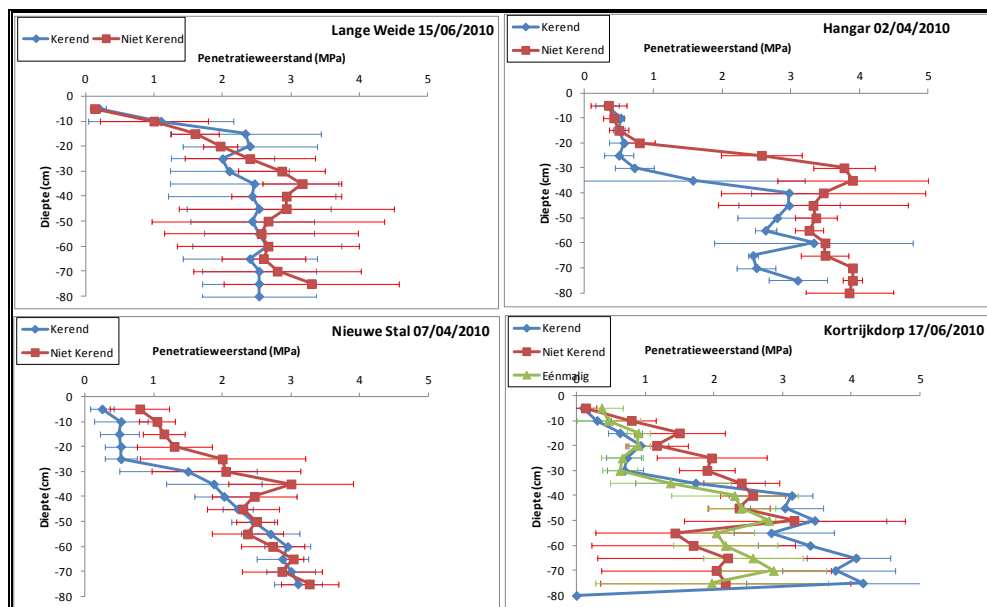 Kerend
Niet Kerend
Lange Weide 15/06/2010
Penetratieweerstand (MPa)
0 1 2 3 4 5
0
-10
-20
-30
-40
-50
-60
-70
-80
Diepte (cm)
Kerend
Niet Kerend
Hangar 02/04/2010
Penetratieweerstand (MPa)
0 1 2 3 4 5
0
-10
-20
-30
-40
-50
-60
-70
-80
Diepte (cm)
Kerend
Niet Kerend
Nieuwe Stal 07/04/2010
Penetratieweerstand (MPa)
0 1 2 3 4 5
0
-10
-20
-30
-40
-50
-60
-70
-80
Diepte (cm)
Kerend
Niet Kerend
Eénmalig
Kortrijkdorp 17/06/2010
Penetratieweerstand (MPa)
0 1 2 3 4 5
0
-10
-20
-30
-40
-50
-60
-70
-80
Diepte (cm)